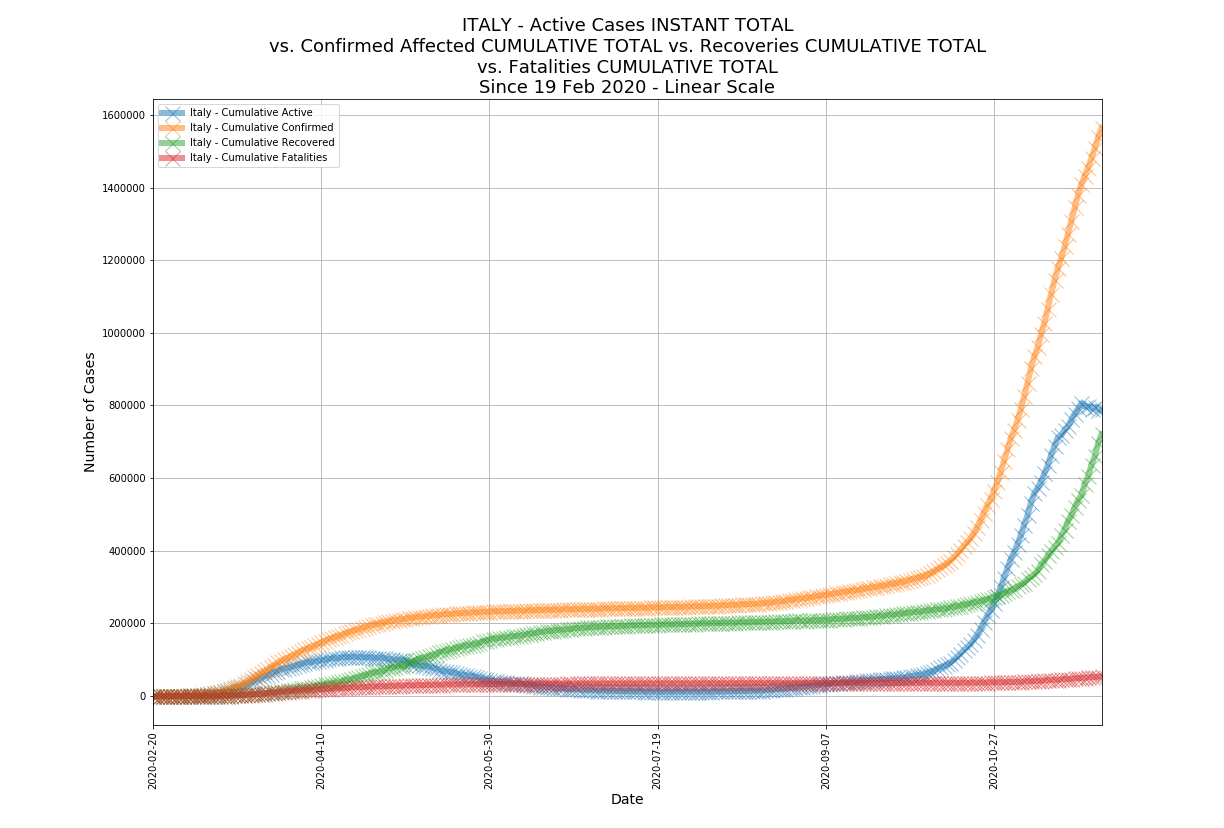 ITALY - Active Cases INSTANT TOTAL
vs. Confirmed Affected CUMULATIVE TOTAL vs. Recoveries CUMULATIVE TOTAL
vs. Fatalities CUMULATIVE TOTAL
Since 19 Feb 2020 - Linear Scale
Italy - Cumulative Active
Italy - Cumulative Confirmed
Italy - Cumulative Recovered
Italy - Cumulative Fatalities
Number of Cases
1600000
1400000
1200000
1000000
800000
600000
400000
200000
0
2020-02-20
2020-04-10
2020-05-30
2020-07-19
2020-09-07
2020-10-27
Date